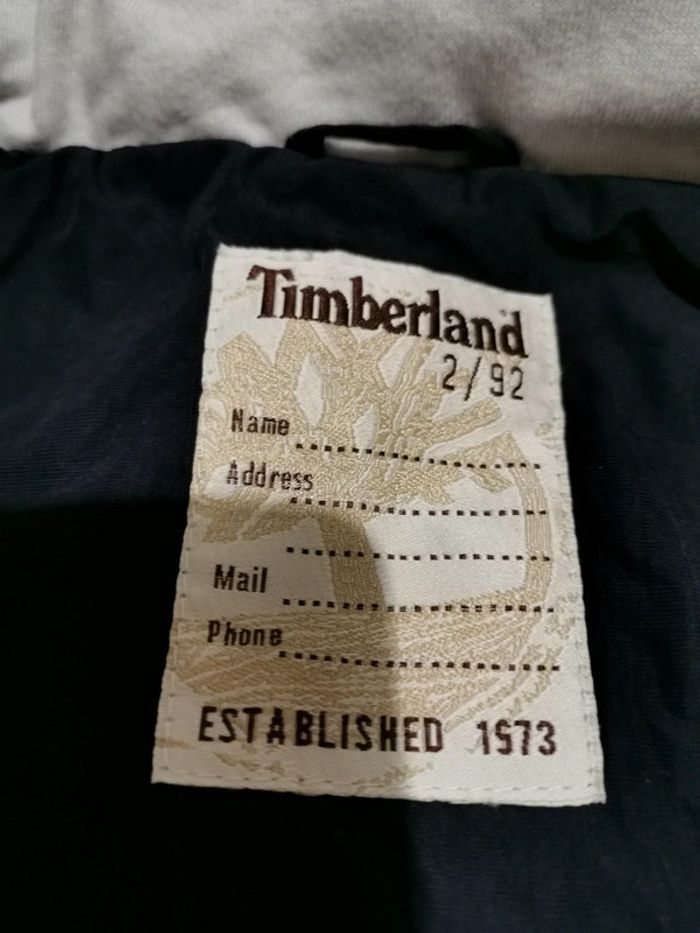 Timberland
2/92
Name
Address
Mail
Phone
ESTABLISHED 1973